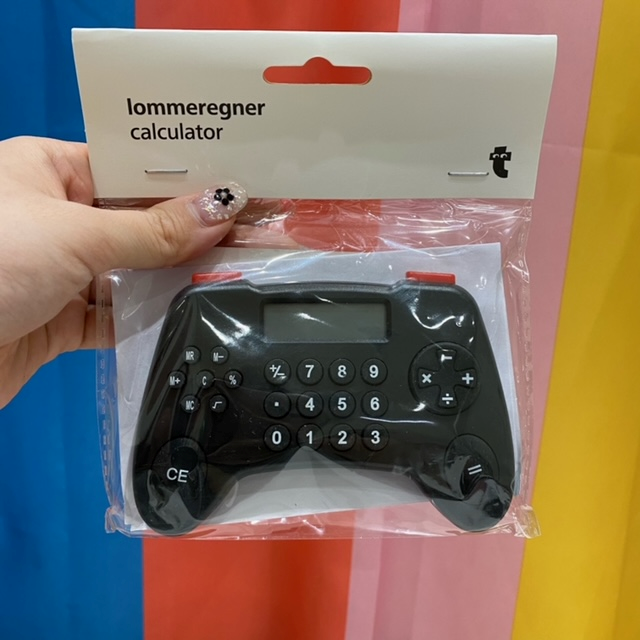 lommeregner
calculator
t
MR M−
M+ C %
MC √
+/− 7 8 9
· 4 5 6
0 1 2 3
−
× +
÷
CE
=